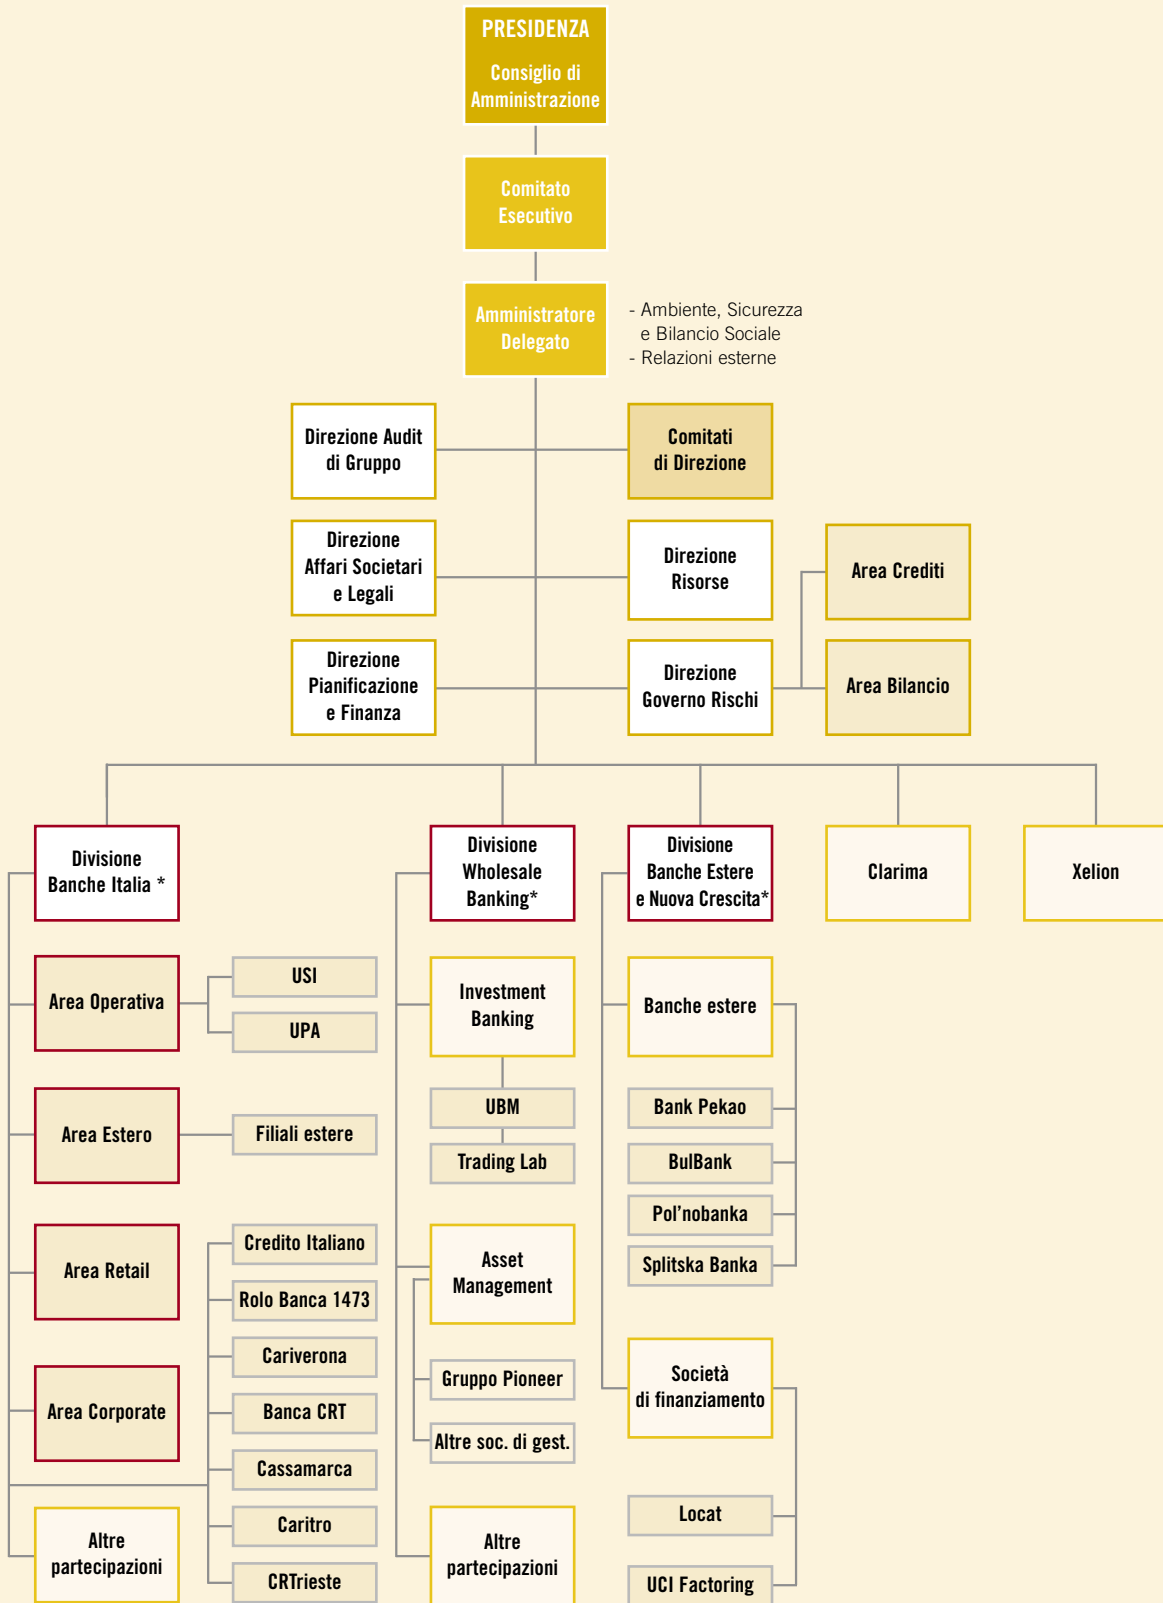 PRESIDENZA
Consiglio di
Amministrazione
Comitato
Esecutivo
Amministratore
Delegato
- Ambiente, Sicurezza
e Bilancio Sociale
- Relazioni esterne
Direzione Audit
di Gruppo
Comitati
di Direzione
Direzione
Affari Societari
e Legali
Direzione
Risorse
Area Crediti
Direzione
Pianificazione
e Finanza
Direzione
Governo Rischi
Area Bilancio
Divisione
Banche Italia *
Divisione
Wholesale
Banking*
Divisione
Banche Estere
e Nuova Crescita*
Clarima
Xelion
Area Operativa
USI
UPA
Area Estero
Filiali estere
Area Retail
Area Corporate
Credito Italiano
Rolo Banca 1473
Cariverona
Banca CRT
Cassamarca
Caritro
CRTrieste
Altre
partecipazioni
Investment
Banking
UBM
Trading Lab
Asset
Management
Gruppo Pioneer
Altre soc. di gest.
Altre
partecipazioni
Banche estere
Bank Pekao
BulBank
Pol'nobanka
Splitska Banka
Società
di finanziamento
Locat
UCI Factoring